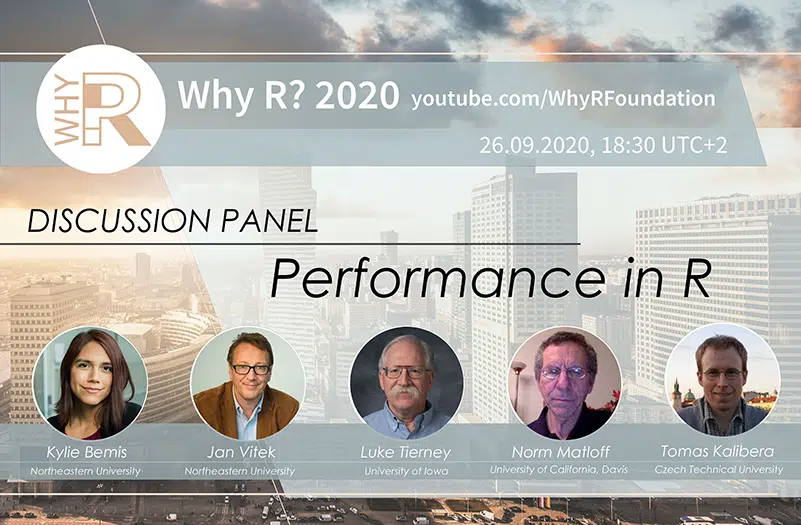 WHY R?
Why R? 2020 youtube.com/WhyRFoundation
26.09.2020, 18:30 UTC+2
DISCUSSION PANEL
Performance in R
Kylie Bemis Jan Vitek Luke Tierney Norm Matloff Tomas Kalibera
Northeastern University Northeastern University University of Iowa University of California, Davis Czech Technical University